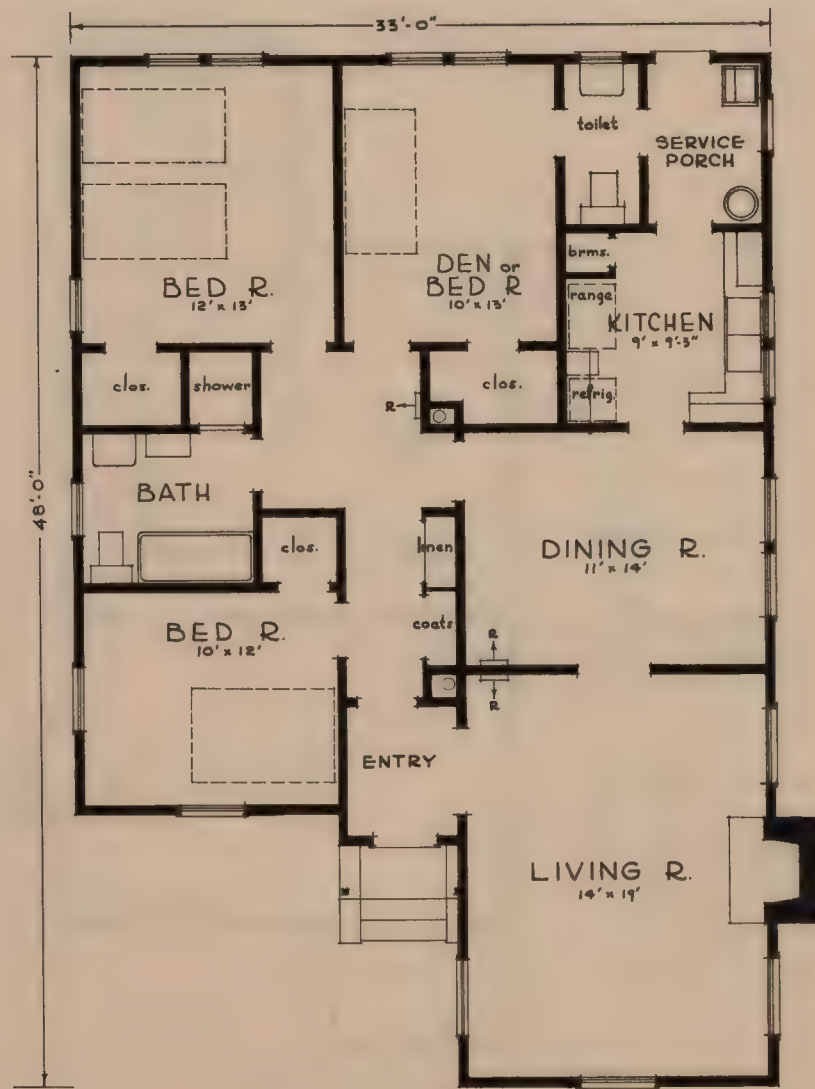 33'-0"
toilet
SERVICE
PORCH
BED R.
12' x 13'
DEN or
BED R
10' x 13'
brms.
range
KITCHEN
9' x 9'-3"
clos.
shower
R
clos.
refrig.
48'-0"
BATH
clos.
linen
DINING R.
11' x 14'
BED R.
10' x 12'
coats
R
R
ENTRY
LIVING R.
14' x 19'